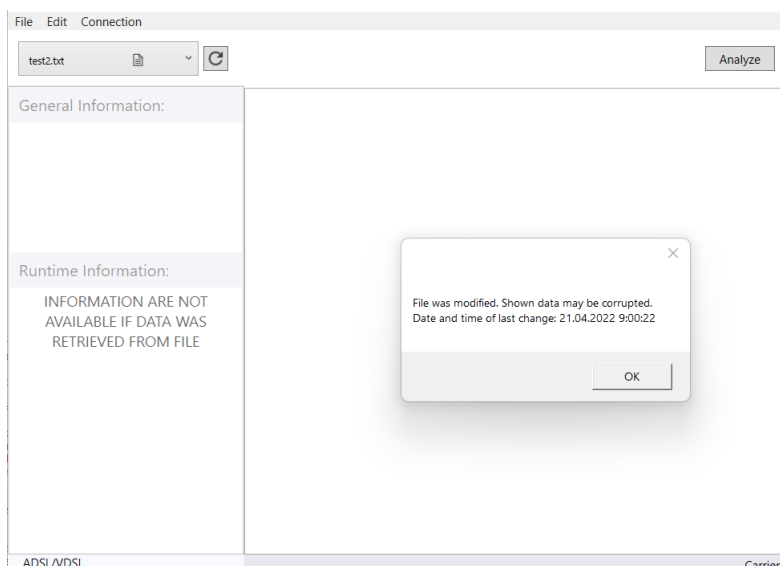 File Edit Connection
test2.txt
Analyze
General Information:
File was modified. Shown data may be corrupted.
Date and time of last change: 21.04.2022 9:00:22
OK
Runtime Information:
INFORMATION ARE NOT
AVAILABLE IF DATA WAS
RETRIEVED FROM FILE
ADSL/VDSL
Carrier